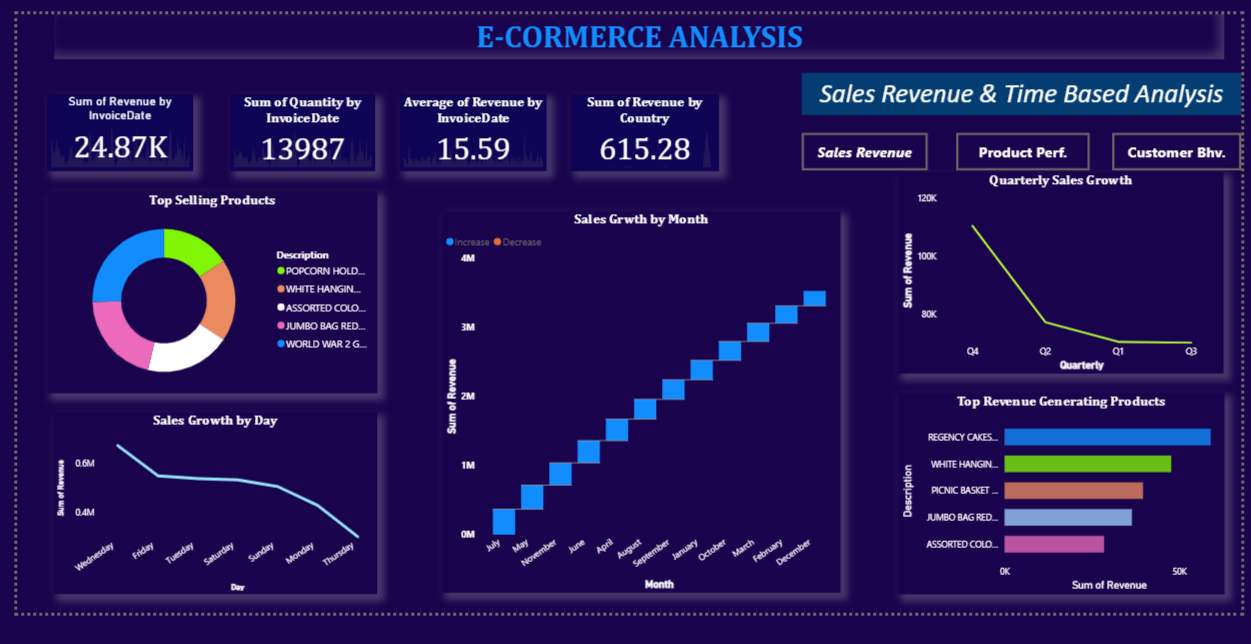 E-CORMERCE ANALYSIS
Sales Revenue & Time Based Analysis
Sum of Revenue by
InvoiceDate
24.87K
Sum of Quantity by
InvoiceDate
13987
Average of Revenue by
InvoiceDate
15.59
Sum of Revenue by
Country
615.28
Sales Revenue
Product Perf.
Customer Bhv.
Top Selling Products
Description
POPCORN HOLD...
WHITE HANGIN...
ASSORTED COLO...
JUMBO BAG RED...
WORLD WAR 2 G...
Sales Growth by Day
Sum of Revenue
0.6M
0.4M
Wednesday
Friday
Tuesday
Saturday
Sunday
Monday
Thursday
Day
Sales Grwth by Month
Increase
Decrease
Sum of Revenue
4M
3M
2M
1M
0M
July
May
November
June
April
August
September
January
October
March
February
December
Month
Quarterly Sales Growth
Sum of Revenue
120K
100K
80K
Q4
Q2
Q1
Q3
Quarterly
Top Revenue Generating Products
Description
REGENCY CAKES...
WHITE HANGIN...
PICNIC BASKET ...
JUMBO BAG RED...
ASSORTED COLO...
0K
50K
Sum of Revenue